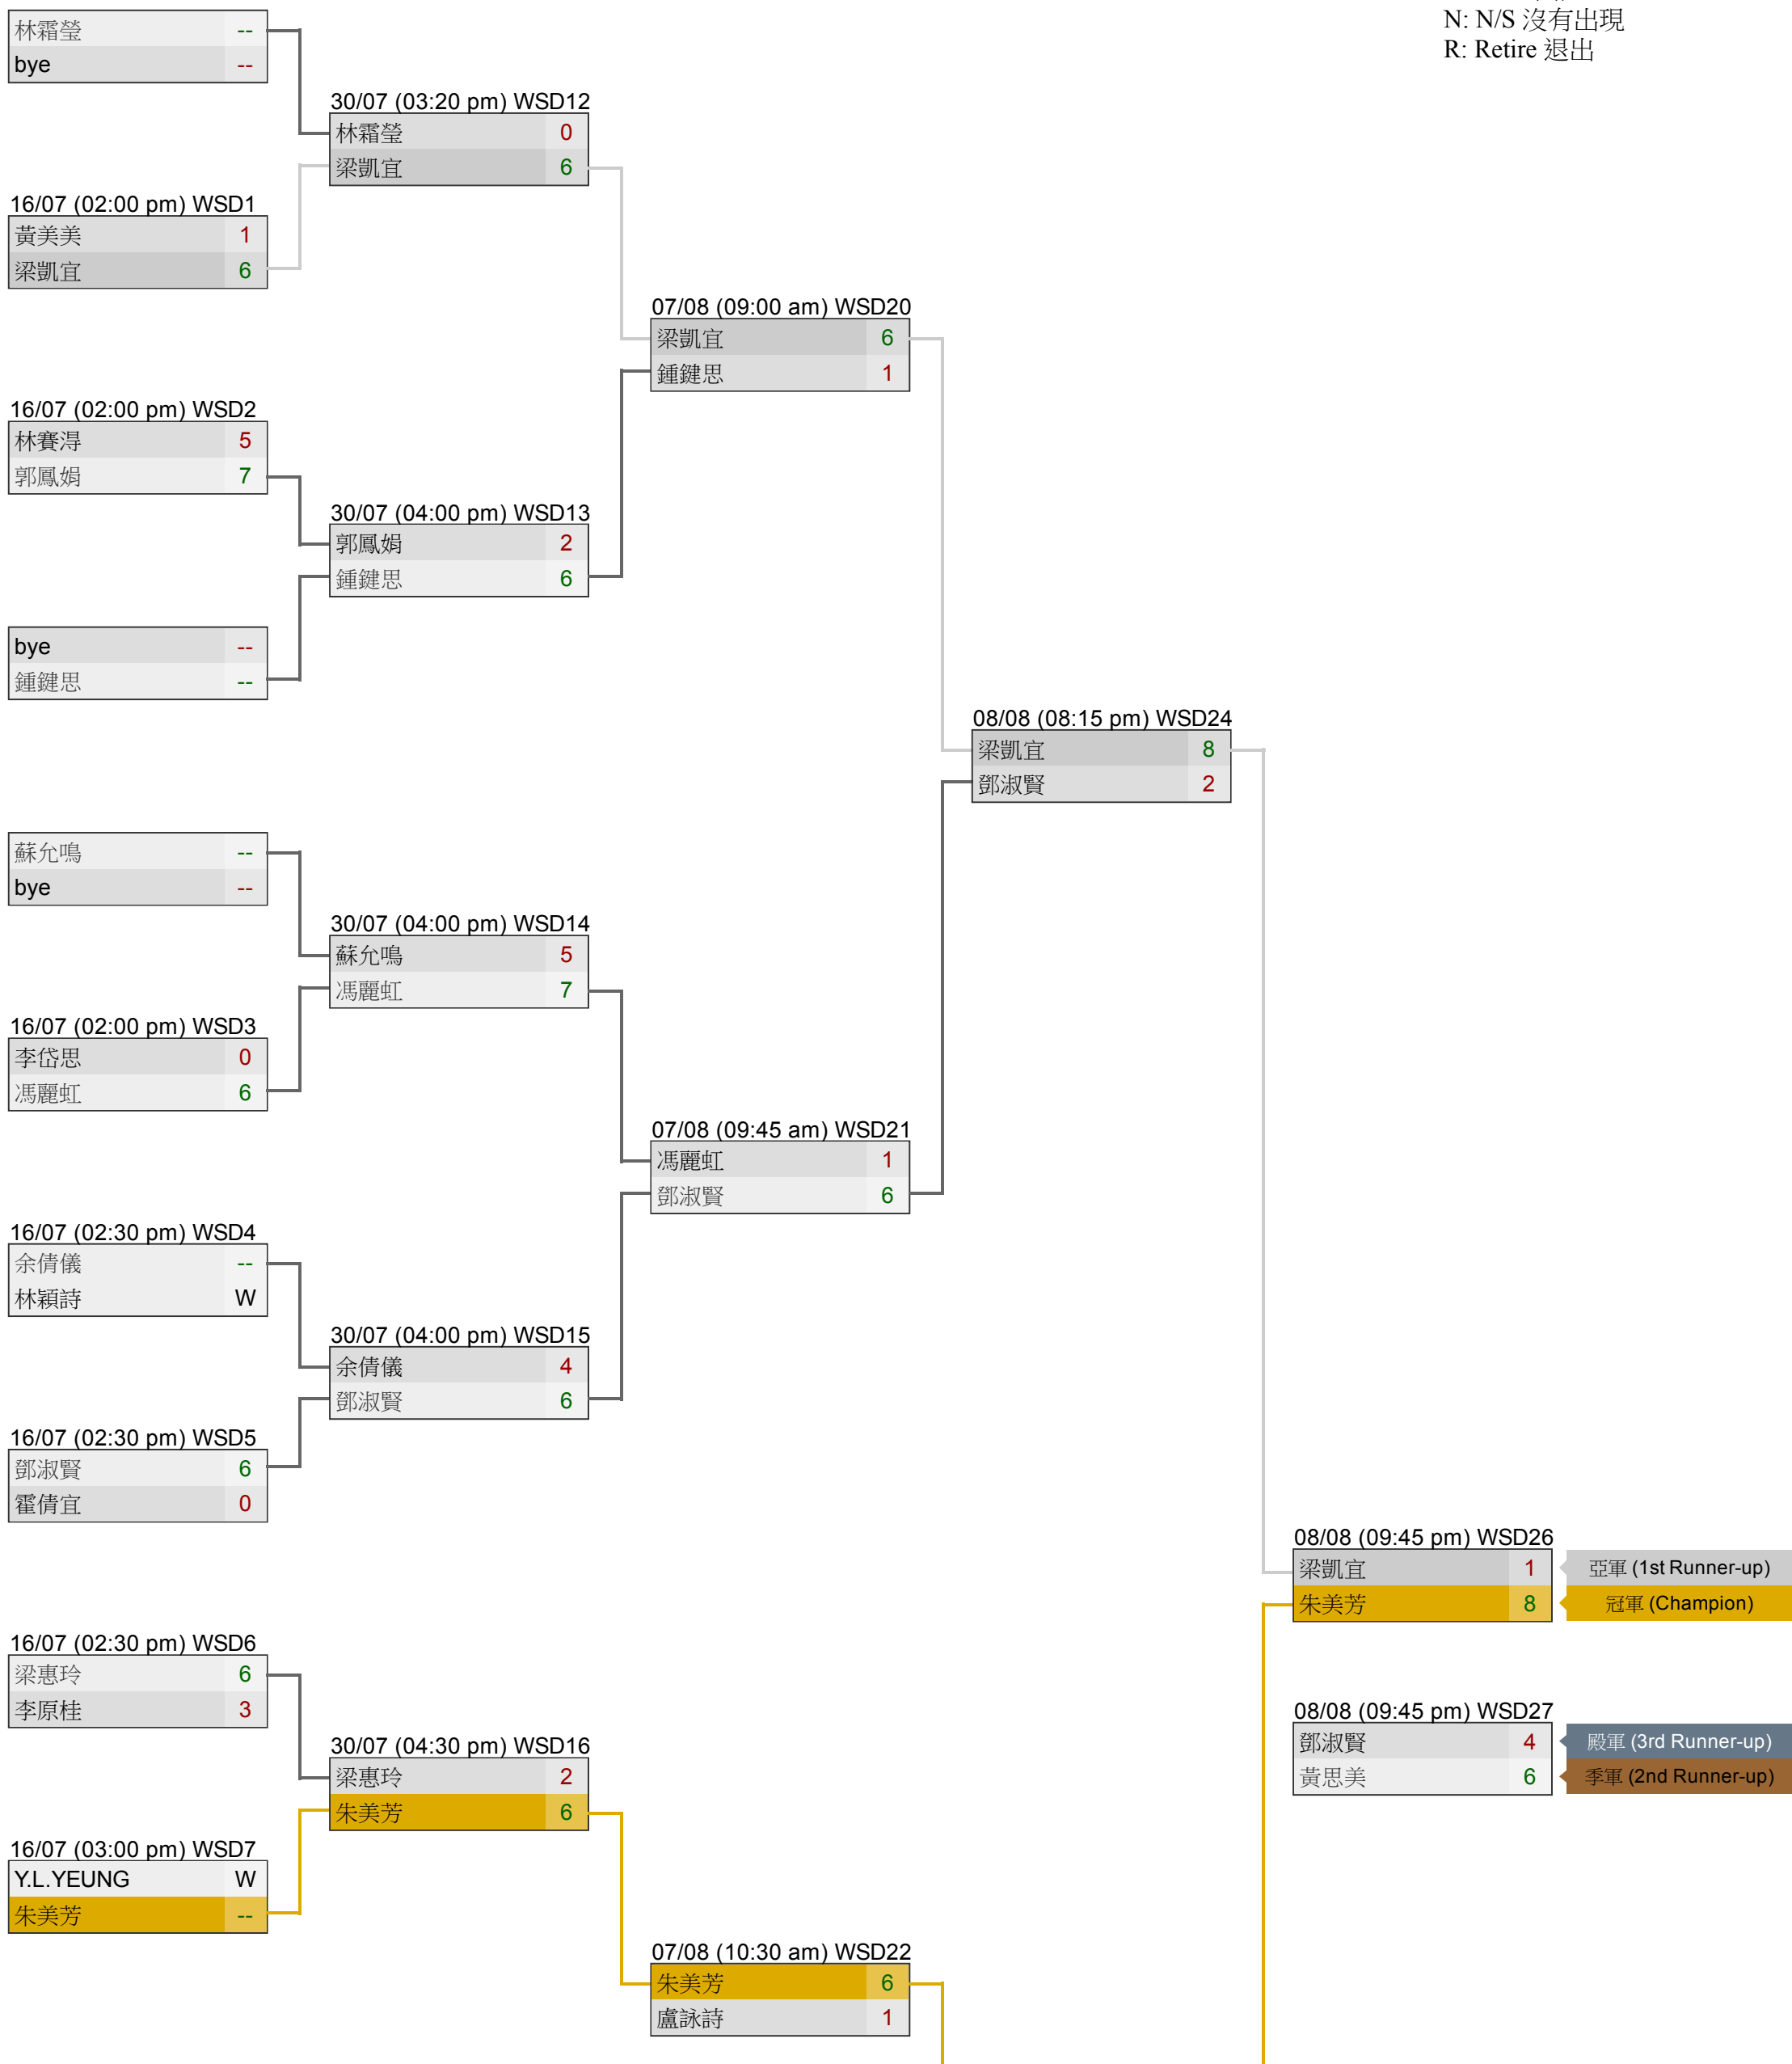 N: N/S 沒有出現
R: Retire 退出
林霜瑩 --
bye --
30/07 (03:20 pm) WSD12
林霜瑩 0
梁凱宜 6
16/07 (02:00 pm) WSD1
黃美美 1
梁凱宜 6
07/08 (09:00 am) WSD20
梁凱宜 6
鍾鍵思 1
16/07 (02:00 pm) WSD2
林賽淂 5
郭鳳娟 7
30/07 (04:00 pm) WSD13
郭鳳娟 2
鍾鍵思 6
bye --
鍾鍵思 --
08/08 (08:15 pm) WSD24
梁凱宜 8
鄧淑賢 2
蘇允鳴 --
bye --
30/07 (04:00 pm) WSD14
蘇允鳴 5
馮麗虹 7
16/07 (02:00 pm) WSD3
李岱思 0
馮麗虹 6
07/08 (09:45 am) WSD21
馮麗虹 1
鄧淑賢 6
16/07 (02:30 pm) WSD4
余倩儀 --
林穎詩 W
30/07 (04:00 pm) WSD15
余倩儀 4
鄧淑賢 6
16/07 (02:30 pm) WSD5
鄧淑賢 6
霍倩宜 0
08/08 (09:45 pm) WSD26
梁凱宜 1 亞軍 (1st Runner-up)
朱美芳 8 冠軍 (Champion)
16/07 (02:30 pm) WSD6
梁惠玲 6
李原桂 3
08/08 (09:45 pm) WSD27
鄧淑賢 4 殿軍 (3rd Runner-up)
黃思美 6 季軍 (2nd Runner-up)
30/07 (04:30 pm) WSD16
梁惠玲 2
朱美芳 6
16/07 (03:00 pm) WSD7
Y.L.YEUNG W
朱美芳 --
07/08 (10:30 am) WSD22
朱美芳 6
盧詠詩 1